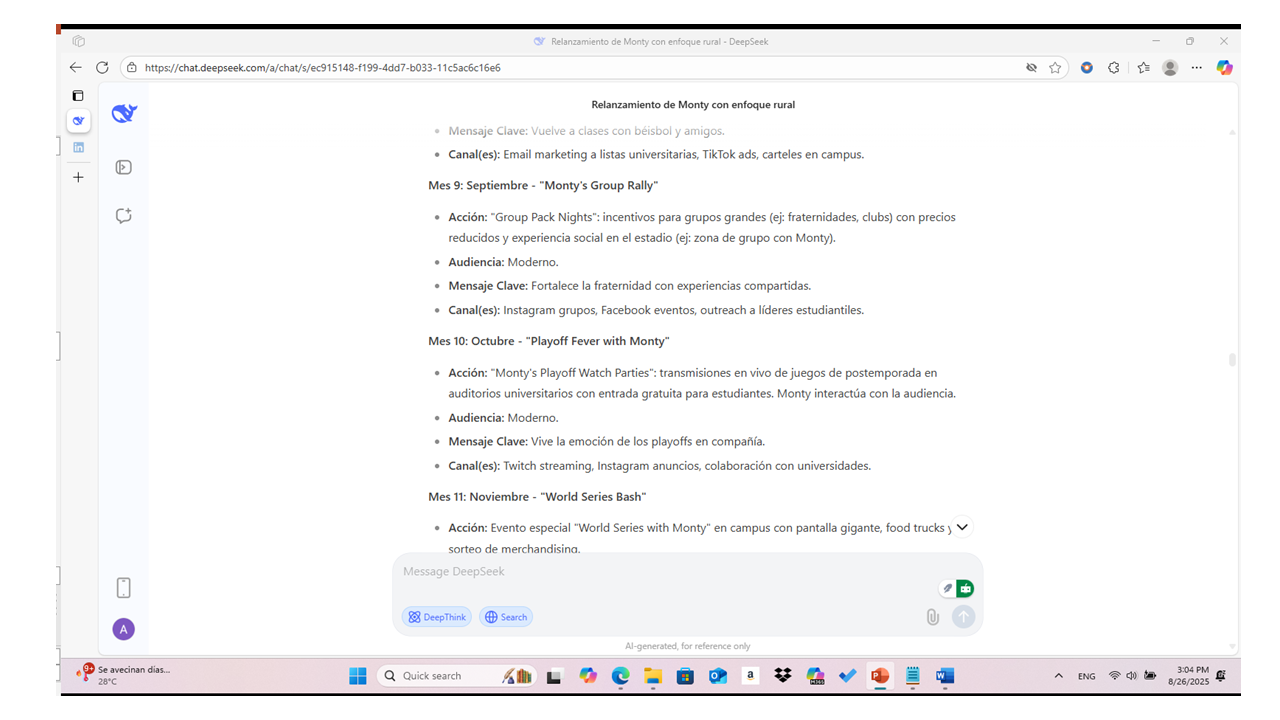 Relanzamiento de Monty con enfoque rural - DeepSeek
https://chat.deepseek.com/a/chat/s/ec915148-f199-4dd7-b033-11c5ac6c16e6
Relanzamiento de Monty con enfoque rural
Mensaje Clave: Vuelve a clases con béisbol y amigos.
Canal(es): Email marketing a listas universitarias, TikTok ads, carteles en campus.
Mes 9: Septiembre - "Monty's Group Rally"
Acción: "Group Pack Nights": incentivos para grupos grandes (ej: fraternidades, clubs) con precios
reducidos y experiencia social en el estadio (ej: zona de grupo con Monty).
Audiencia: Moderno.
Mensaje Clave: Fortalece la fraternidad con experiencias compartidas.
Canal(es): Instagram grupos, Facebook eventos, outreach a líderes estudiantiles.
Mes 10: Octubre - "Playoff Fever with Monty"
Acción: "Monty's Playoff Watch Parties": transmisiones en vivo de juegos de postemporada en
auditorios universitarios con entrada gratuita para estudiantes. Monty interactúa con la audiencia.
Audiencia: Moderno.
Mensaje Clave: Vive la emoción de los playoffs en compañía.
Canal(es): Twitch streaming, Instagram anuncios, colaboración con universidades.
Mes 11: Noviembre - "World Series Bash"
Acción: Evento especial "World Series with Monty" en campus con pantalla gigante, food trucks y
sorteo de merchandising.
Message DeepSeek
DeepThink
Search
A
AI-generated, for reference only
9+
Se avecinan días...
28°C
Quick search
ENG
3:04 PM
8/26/2025